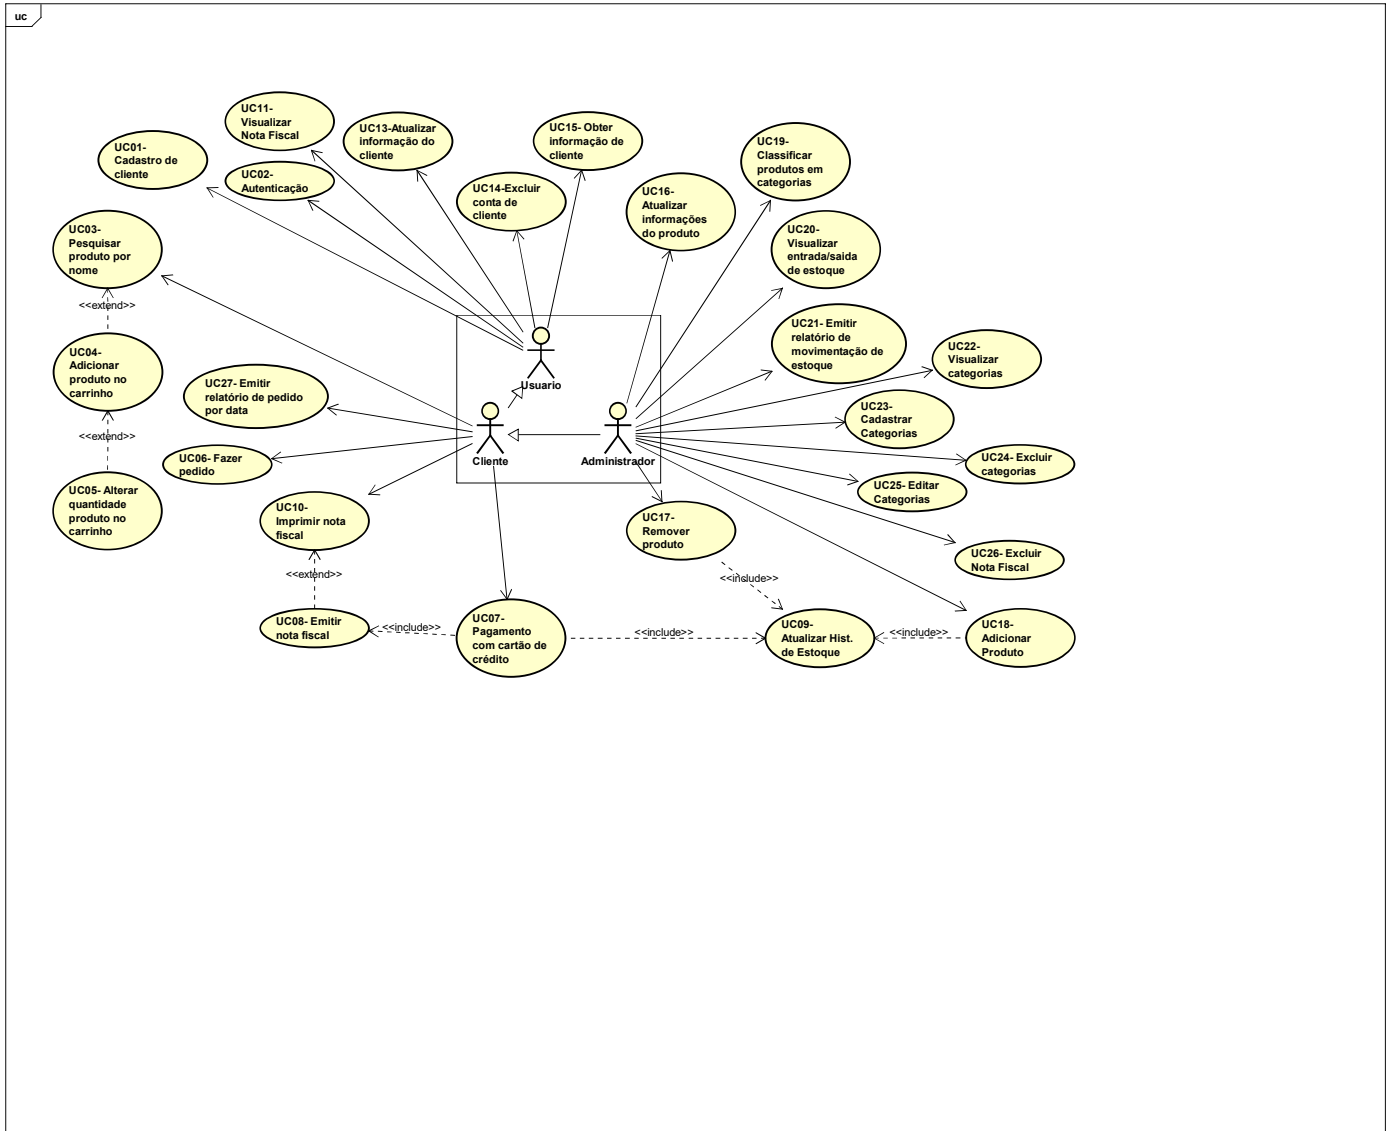 uc
UC11-
Visualizar
Nota Fiscal
UC13-Atualizar
informação do
cliente
UC15- Obter
informação de
cliente
UC19-
Classificar
produtos em
categorias
UC01-
Cadastro de
cliente
UC02-
Autenticação
UC14-Excluir
conta de
cliente
UC16-
Atualizar
informações
do produto
UC03-
Pesquisar
produto por
nome
UC20-
Visualizar
entrada/saida
de estoque
<<extend>>
UC21- Emitir
relatório de
movimentação de
estoque
UC22-
Visualizar
categorias
UC04-
Adicionar
produto no
carrinho
UC27- Emitir
relatório de pedido
por data
Usuario
UC23-
Cadastrar
Categorias
<<extend>>
UC06- Fazer
pedido
Cliente
Administrador
UC24- Excluir
categorias
UC25- Editar
Categorias
UC05- Alterar
quantidade
produto no
carrinho
UC10-
Imprimir nota
fiscal
UC17-
Remover
produto
UC26- Excluir
Nota Fiscal
<<extend>>
<<include>>
UC08- Emitir
nota fiscal
<<include>>
UC07-
Pagamento
com cartão de
crédito
<<include>>
UC09-
Atualizar Hist.
de Estoque
<<include>>
UC18-
Adicionar
Produto